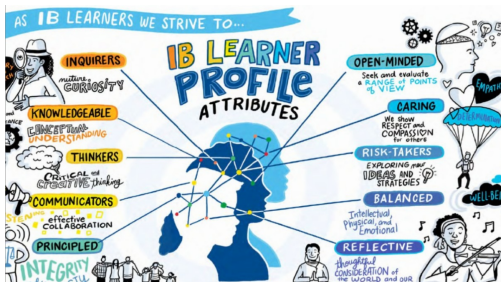 AS IB LEARNERS WE STRIVE TO...
IB LEARNER
PROFILE
ATTRIBUTES
INQUIRERS
nurture
CURIOSITY
KNOWLEDGEABLE
CONCEPTUAL
UNDERSTANDING
THINKERS
CRITICAL and
CREATIVE thinking
COMMUNICATORS
effective
COLLABORATION
PRINCIPLED
INTEGRITY
OPEN-MINDED
Seek and evaluate
a RANGE of POINTS
of VIEW
CARING
We show
RESPECT and
COMPASSION
for others
RISK-TAKERS
EXPLORING new
IDEAS and
STRATEGIES
BALANCED
Intellectual,
Physical, and
Emotional
REFLECTIVE
thoughtful
CONSIDERATION of
the WORLD and OUR
EMPATH
DETERMINATION
WELL-BEI